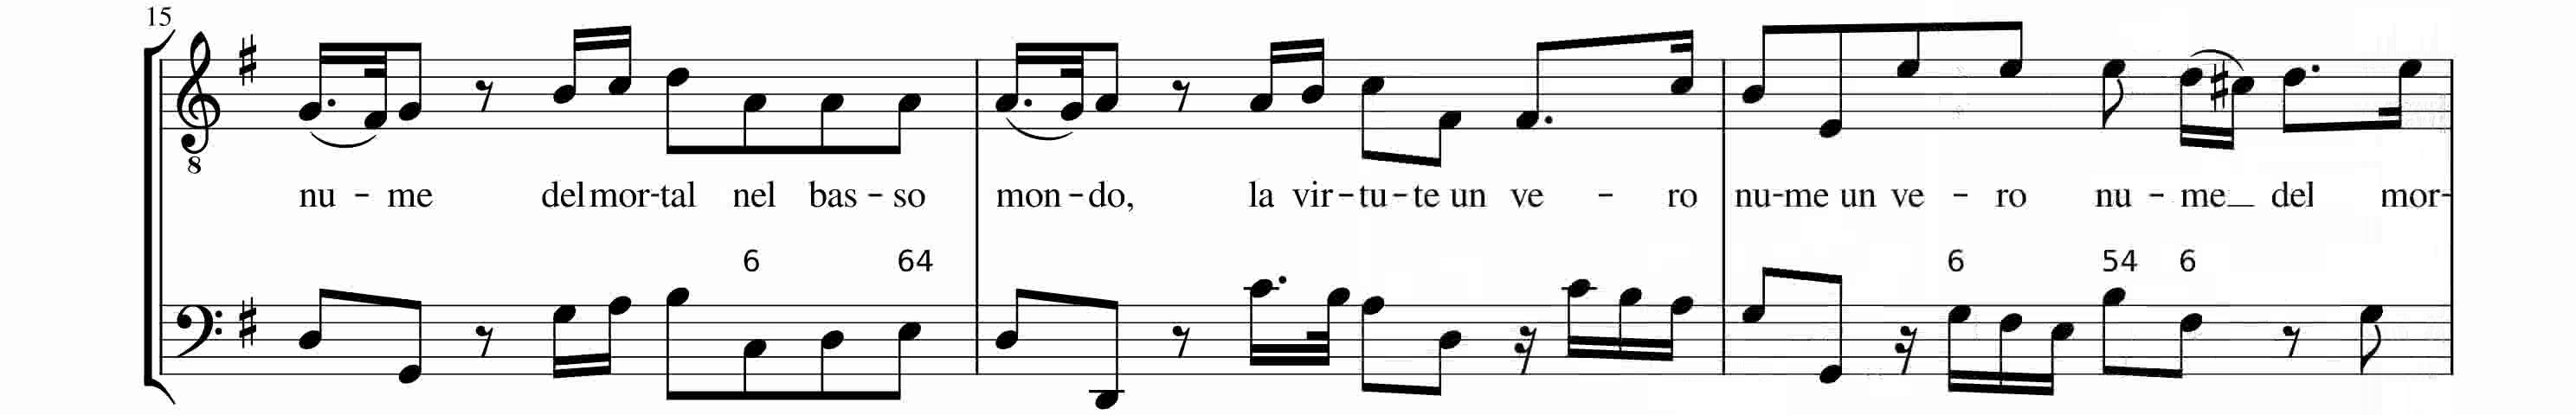 15
8
nu - me del mor-tal nel bas - so mon - do, la vir - tu - te un ve - ro nu-me un ve - ro nu - me_ del mor-
6 64 6 54 6